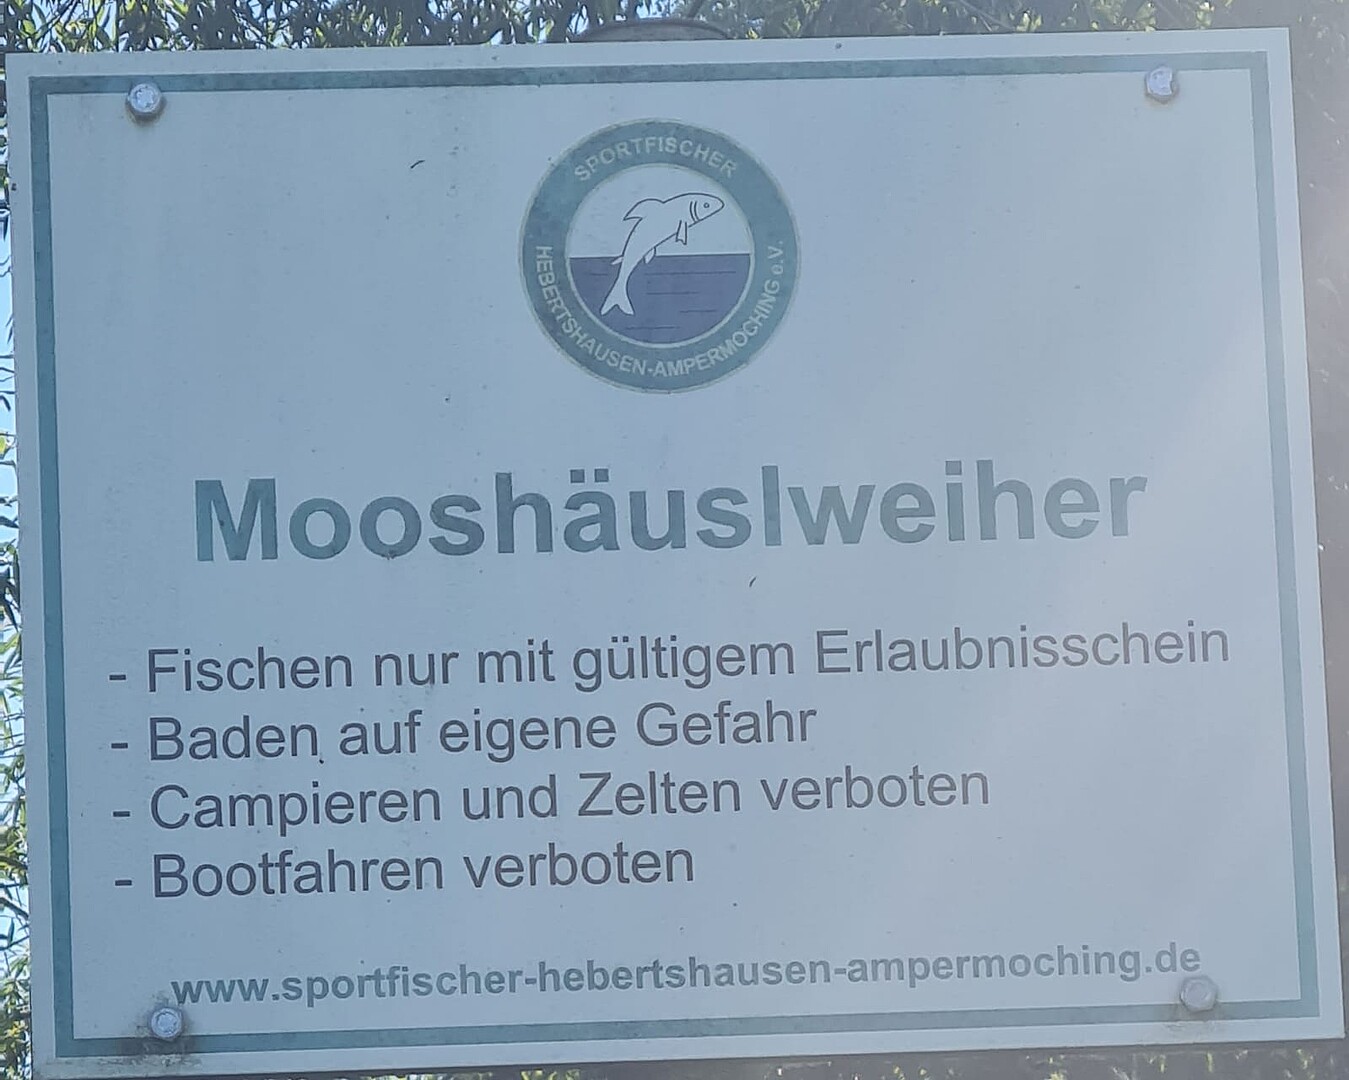 SPORTFISCHER
HEBERTSHAUSEN-AMPERMOCHING e.V.
Mooshäuslweiher
- Fischen nur mit gültigem Erlaubnisschein
- Baden auf eigene Gefahr
- Campieren und Zelten verboten
- Bootfahren verboten
www.sportfischer-hebertshausen-ampermoching.de